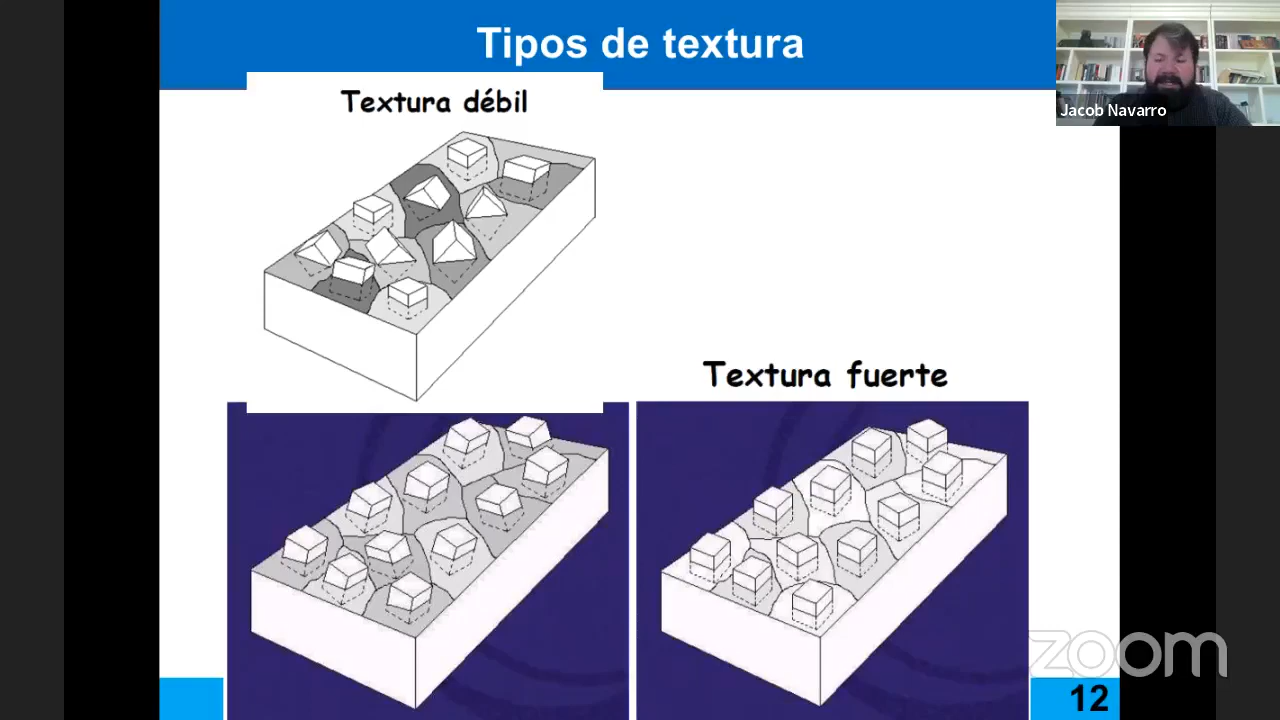 Tipos de textura
Jacob Navarro
Textura débil
Textura fuerte
zoom
12